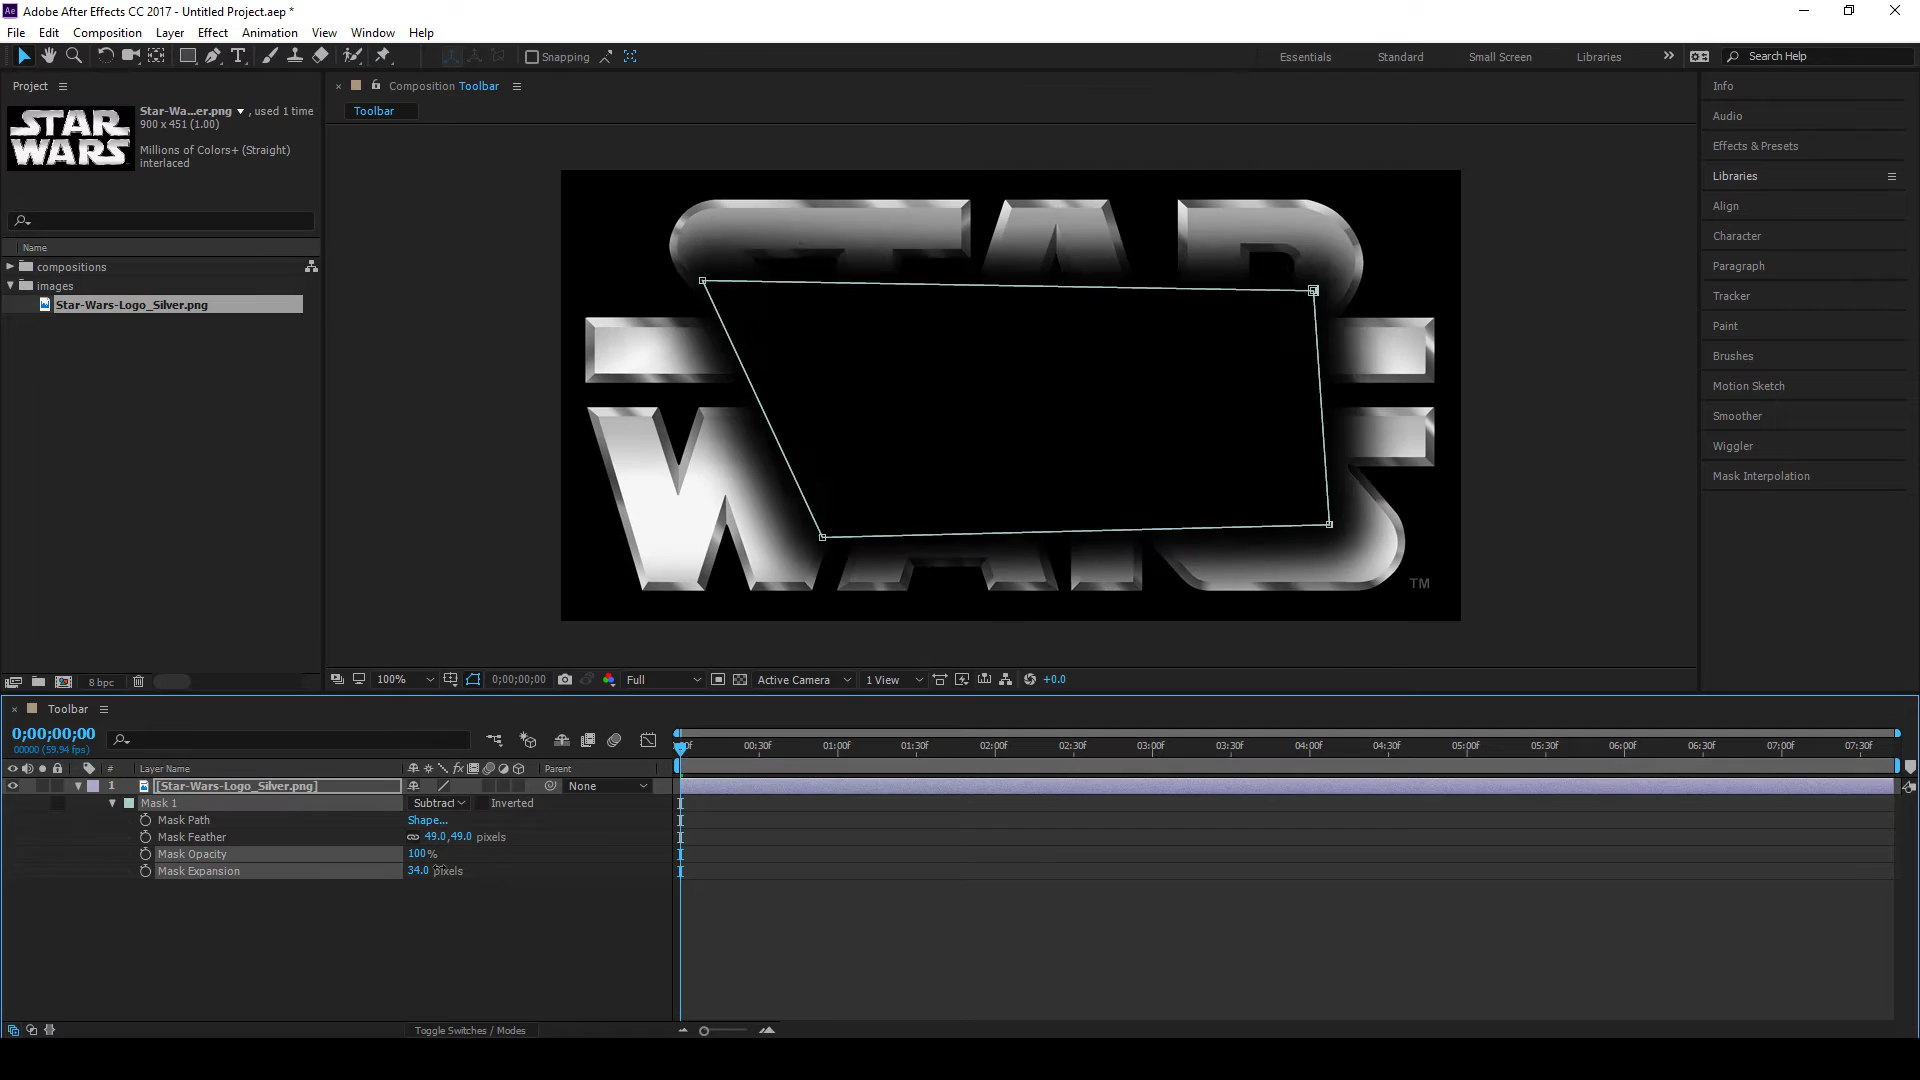 Ae Adobe After Effects CC 2017 - Untitled Project.aep *
File Edit Composition Layer Effect Animation View Window Help
T Snapping Essentials Standard Small Screen Libraries Search Help
Project
Composition Toolbar
Toolbar
Star-Wa...er.png , used 1 time
900 x 451 (1.00)
Millions of Colors+ (Straight)
interlaced
STAR
WARS
Name
compositions
images
Star-Wars-Logo_Silver.png
8 bpc
TM
Info
Audio
Effects & Presets
Libraries
Align
Character
Paragraph
Tracker
Paint
Brushes
Motion Sketch
Smoother
Wiggler
Mask Interpolation
100% 0;00;00;00 Full Active Camera 1 View +0.0
Toolbar
0;00;00;00
00000 (59.94 fps)
00:30f 01:00f 01:30f 02:00f 02:30f 03:00f 03:30f 04:00f 04:30f 05:00f 05:30f 06:00f 06:30f 07:00f 07:30f
# Layer Name fx Parent
1 [Star-Wars-Logo_Silver.png] None
Mask 1 Subtract Inverted
Mask Path Shape...
Mask Feather 49.0,49.0 pixels
Mask Opacity 100%
Mask Expansion 34.0 pixels
Toggle Switches / Modes